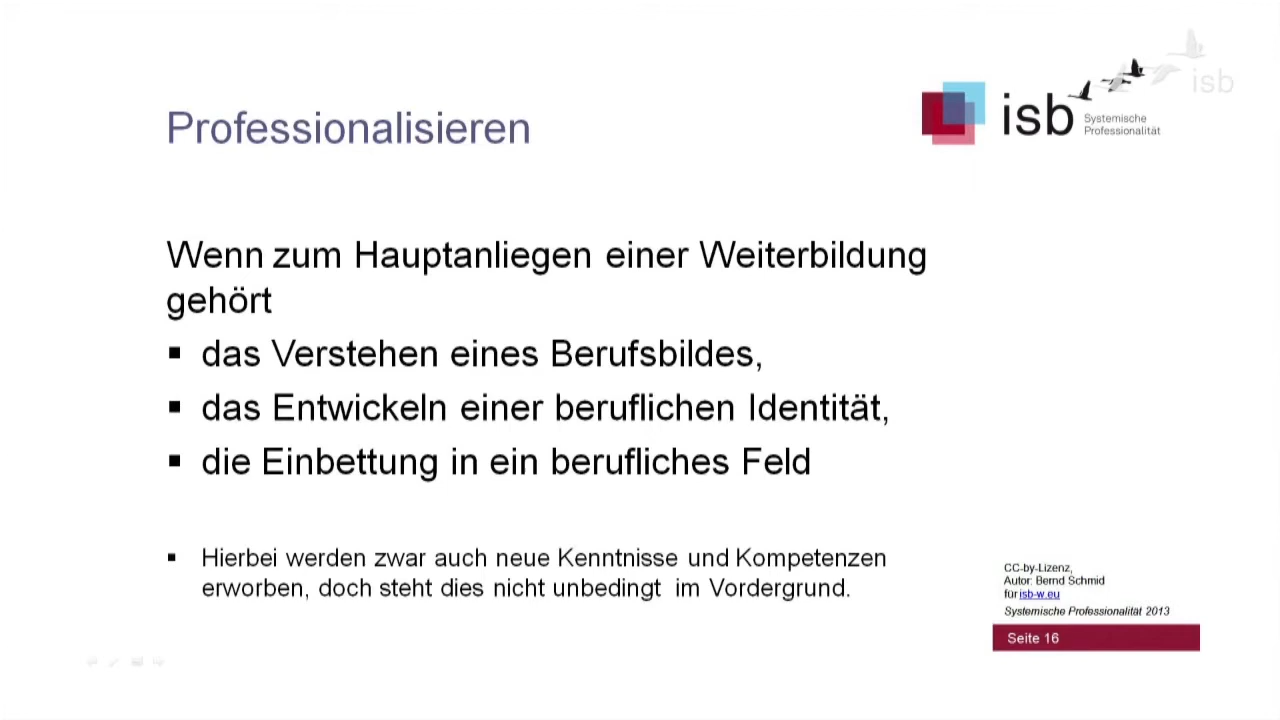 Professionalisieren
isb
isb
Systemische
Professionalität
Wenn zum Hauptanliegen einer Weiterbildung
gehört
▪ das Verstehen eines Berufsbildes,
▪ das Entwickeln einer beruflichen Identität,
▪ die Einbettung in ein berufliches Feld
▪ Hierbei werden zwar auch neue Kenntnisse und Kompetenzen
erworben, doch steht dies nicht unbedingt im Vordergrund.
CC-by-Lizenz,
Autor: Bernd Schmid
für isb-w.eu
Systemische Professionalität 2013
Seite 16